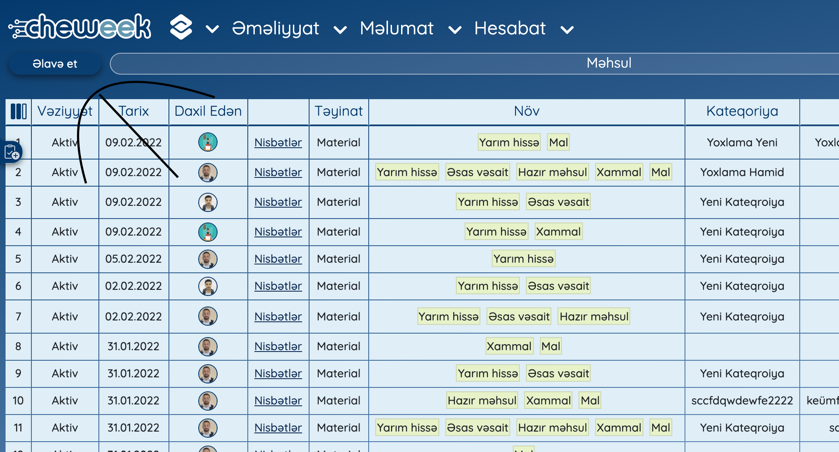 cheweek Əməliyyat Məlumat Hesabat
Əlavə et Məhsul
Vəziyyət Tarix Daxil Edən Təyinat Növ Kateqoriya
1 Aktiv 09.02.2022 Nisbətlər Material Yarım hissə Mal Yoxlama Yeni
2 Aktiv 09.02.2022 Nisbətlər Material Yarım hissə Əsas vəsait Hazır məhsul Xammal Mal Yoxlama Hamid
3 Aktiv 09.02.2022 Nisbətlər Material Yarım hissə Əsas vəsait Yeni Kateqroiya
4 Aktiv 09.02.2022 Nisbətlər Material Yarım hissə Xammal Yeni Kateqroiya
5 Aktiv 05.02.2022 Nisbətlər Material Yarım hissə Yeni Kateqroiya
6 Aktiv 02.02.2022 Nisbətlər Material Yarım hissə Əsas vəsait Yeni Kateqroiya
7 Aktiv 02.02.2022 Nisbətlər Material Yarım hissə Əsas vəsait Hazır məhsul Yeni Kateqroiya
8 Aktiv 31.01.2022 Nisbətlər Material Xammal Mal
9 Aktiv 31.01.2022 Nisbətlər Material Yarım hissə Əsas vəsait Yeni Kateqroiya
10 Aktiv 31.01.2022 Nisbətlər Material Hazır məhsul Xammal Mal sccfdqwdewfe2222
11 Aktiv 31.01.2022 Nisbətlər Material Yarım hissə Əsas vəsait Hazır məhsul Xammal Mal Yeni Kateqroiya